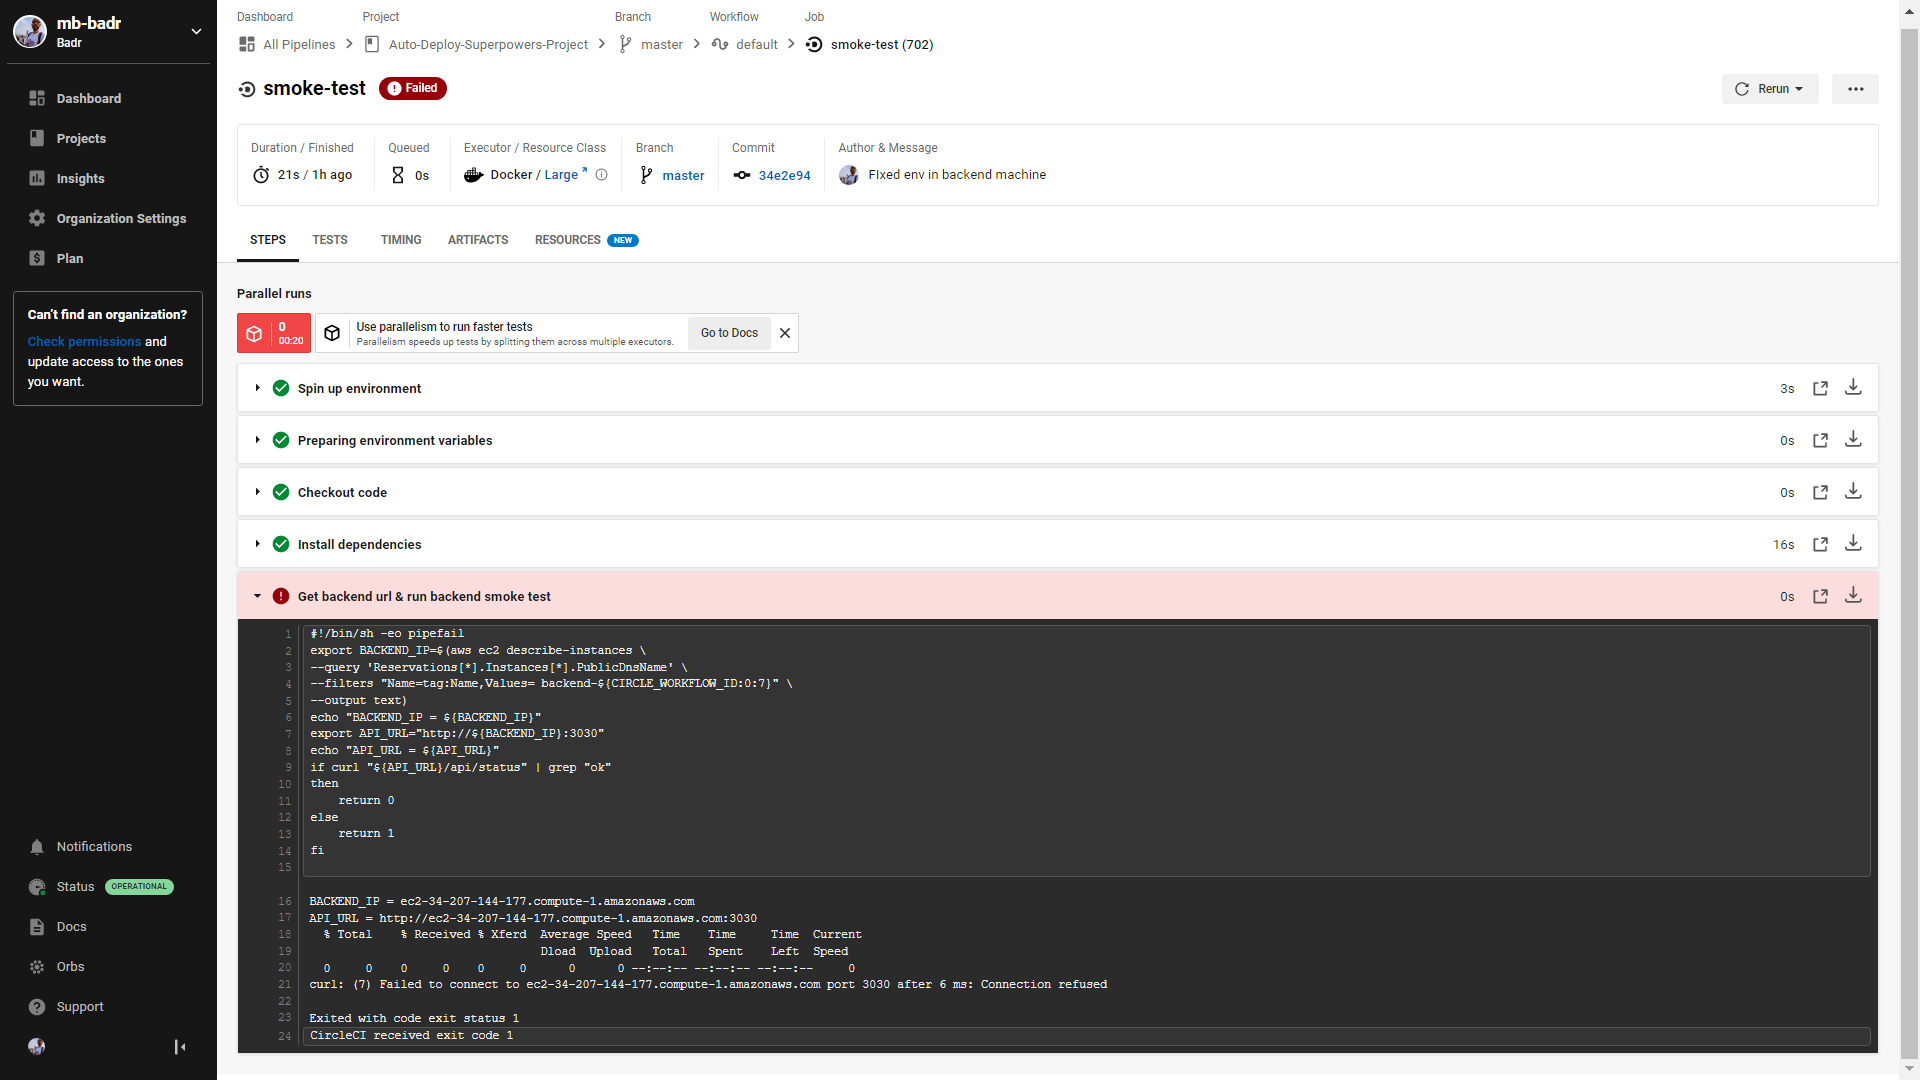 mb-badr
Badr
Dashboard
Projects
Insights
Organization Settings
Plan
Can't find an organization?
Check permissions and
update access to the ones
you want.
Notifications
Status OPERATIONAL
Docs
Orbs
Support
Dashboard Project Branch Workflow Job
All Pipelines Auto-Deploy-Superpowers-Project master default smoke-test (702)
smoke-test Failed
Rerun
Duration / Finished Queued Executor / Resource Class Branch Commit Author & Message
21s / 1h ago 0s Docker / Large master 34e2e94 FIxed env in backend machine
STEPS TESTS TIMING ARTIFACTS RESOURCES NEW
Parallel runs
0
00:20
Use parallelism to run faster tests
Parallelism speeds up tests by splitting them across multiple executors.
Go to Docs
Spin up environment 3s
Preparing environment variables 0s
Checkout code 0s
Install dependencies 16s
Get backend url & run backend smoke test 0s
1 #!/bin/sh -eo pipefail
2 export BACKEND_IP=$(aws ec2 describe-instances \
3 --query 'Reservations[*].Instances[*].PublicDnsName' \
4 --filters "Name=tag:Name,Values= backend-${CIRCLE_WORKFLOW_ID:0:7}" \
5 --output text)
6 echo "BACKEND_IP = ${BACKEND_IP}"
7 export API_URL="http://${BACKEND_IP}:3030"
8 echo "API_URL = ${API_URL}"
9 if curl "${API_URL}/api/status" | grep "ok"
10 then
11 return 0
12 else
13 return 1
14 fi
15
16 BACKEND_IP = ec2-34-207-144-177.compute-1.amazonaws.com
17 API_URL = http://ec2-34-207-144-177.compute-1.amazonaws.com:3030
18 % Total % Received % Xferd Average Speed Time Time Time Current
19 Dload Upload Total Spent Left Speed
20 0 0 0 0 0 0 0 0 --:--:-- --:--:-- --:--:-- 0
21 curl: (7) Failed to connect to ec2-34-207-144-177.compute-1.amazonaws.com port 3030 after 6 ms: Connection refused
22
23 Exited with code exit status 1
24 CircleCI received exit code 1